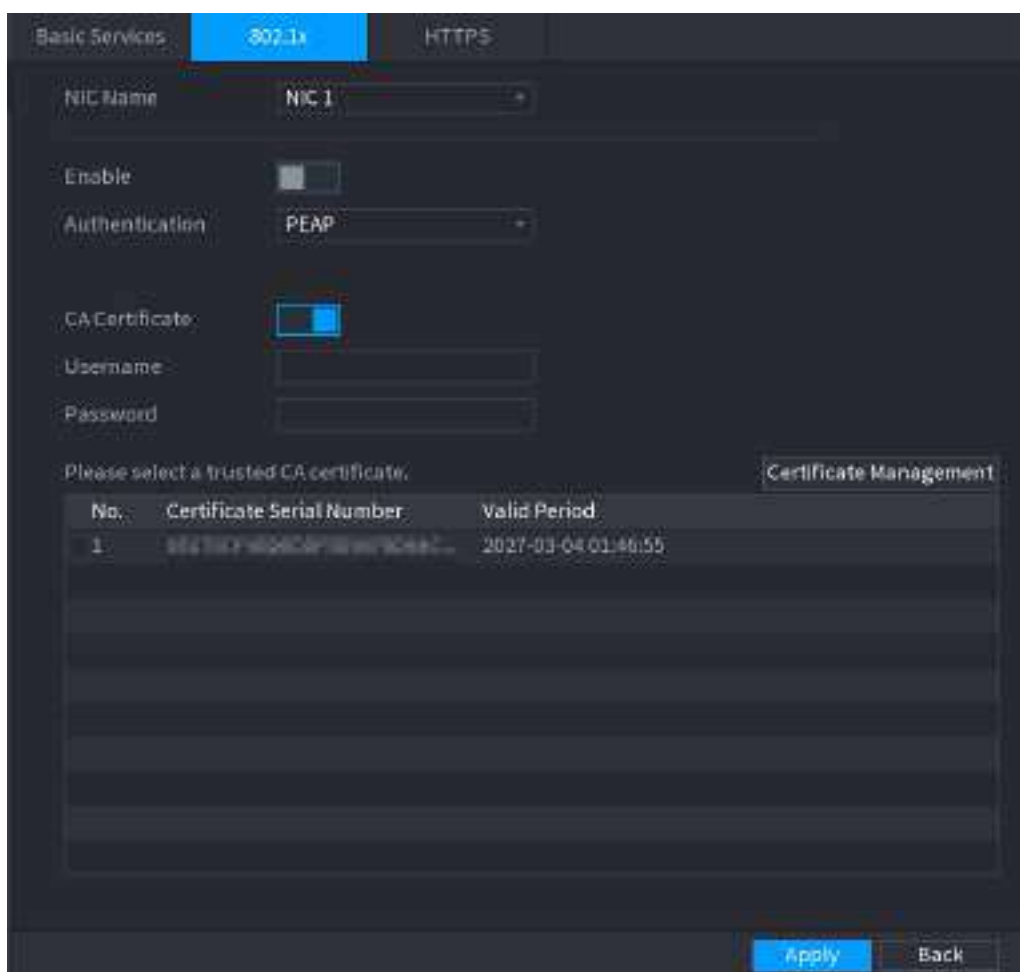 Basic Services 802.1x HTTPS
NIC Name NIC 1
Enable
Authentication PEAP
CA Certificate
Username
Password
Please select a trusted CA certificate. Certificate Management
No. Certificate Serial Number Valid Period
1 2027-03-04 01:46:55
Apply Back